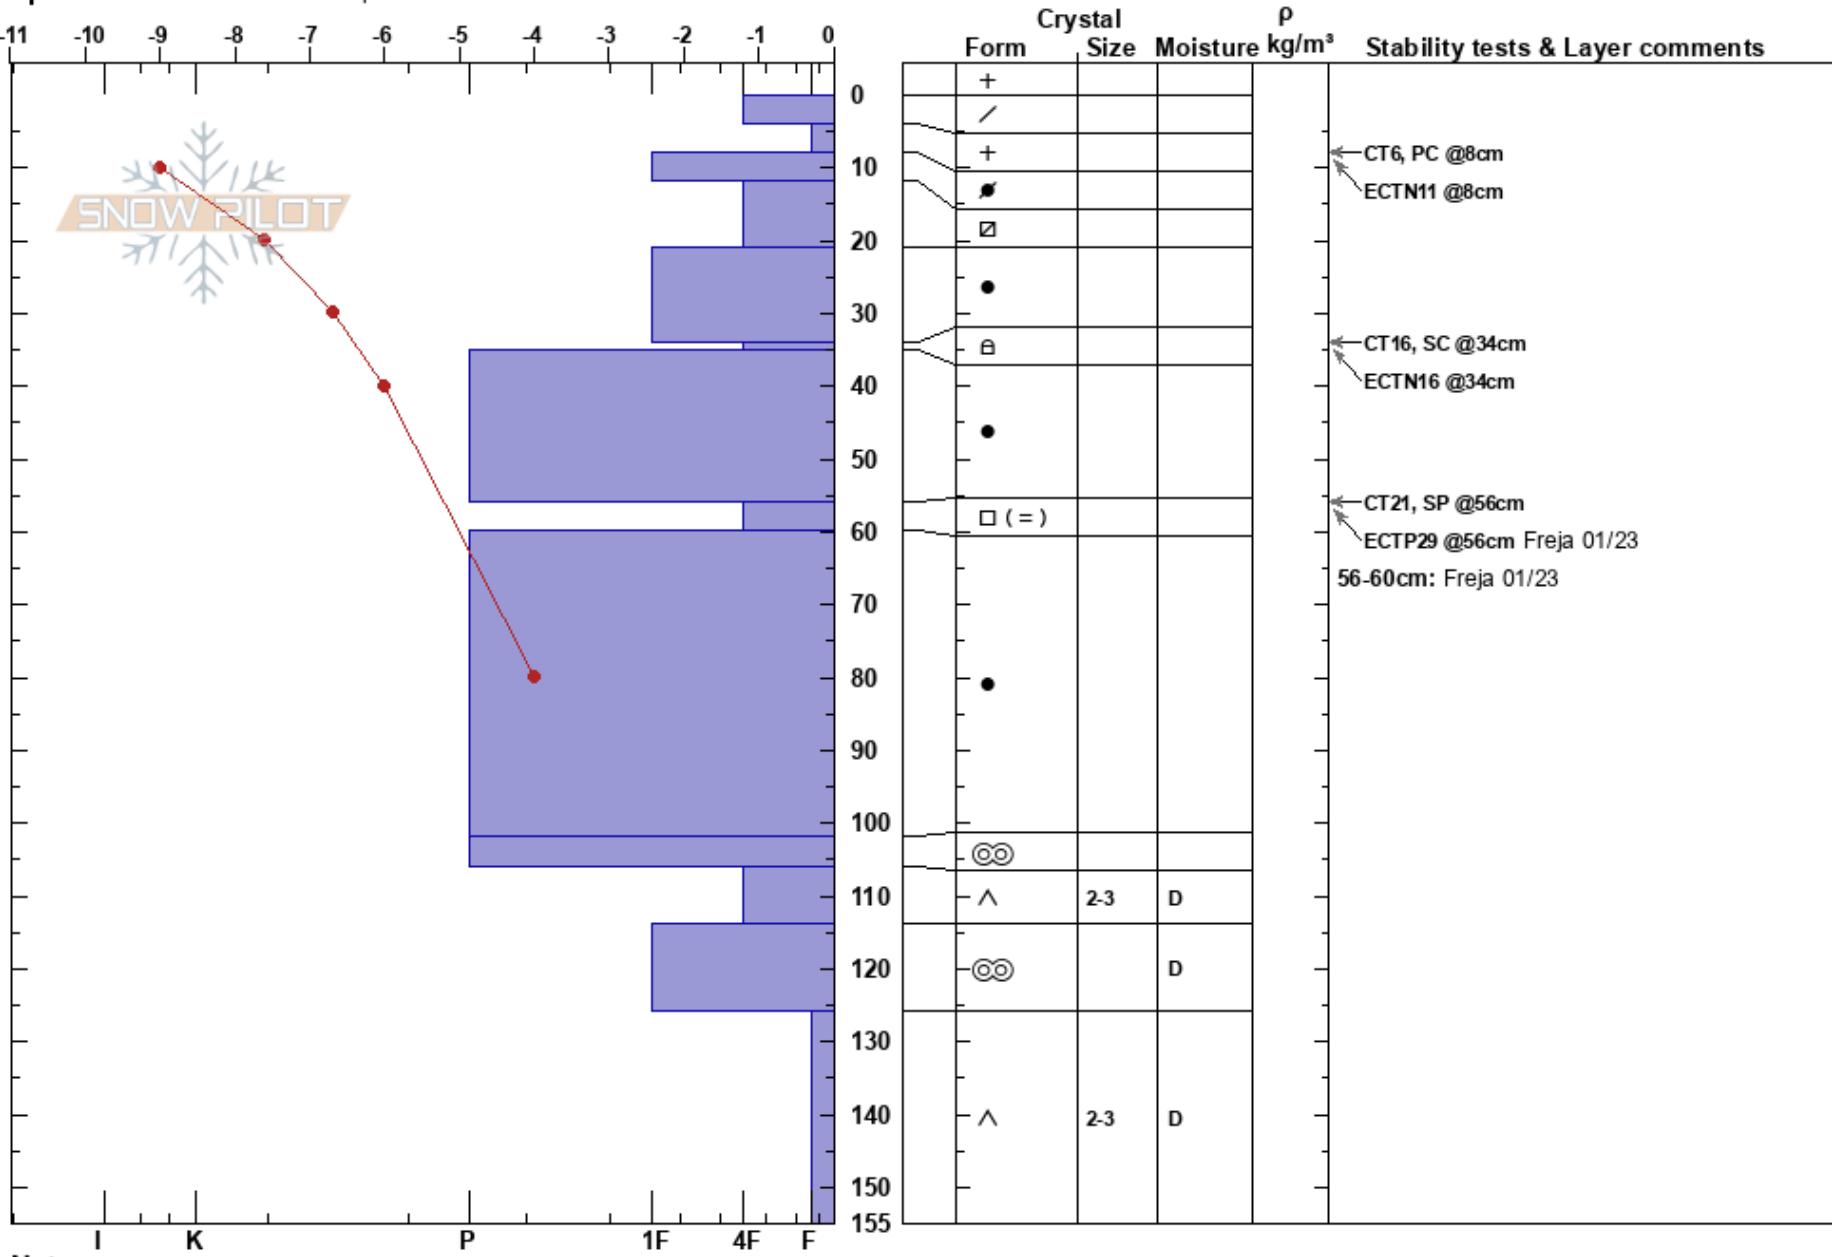 Crystal
ρ
-11 -10 -9 -8 -7 -6 -5 -4 -3 -2 -1 0
Form Size Moisture kg/m³ Stability tests & Layer comments
SNOW PILOT
0
+
/
10
+
CT6, PC @8cm
ECTN11 @8cm
20
30
CT16, SC @34cm
40
ECTN16 @34cm
50
CT21, SP @56cm
( = )
60
ECTP29 @56cm Freja 01/23
56-60cm: Freja 01/23
70
80
90
100
110
2-3 D
120
D
130
140
2-3 D
150
155
I K P 1F 4F F